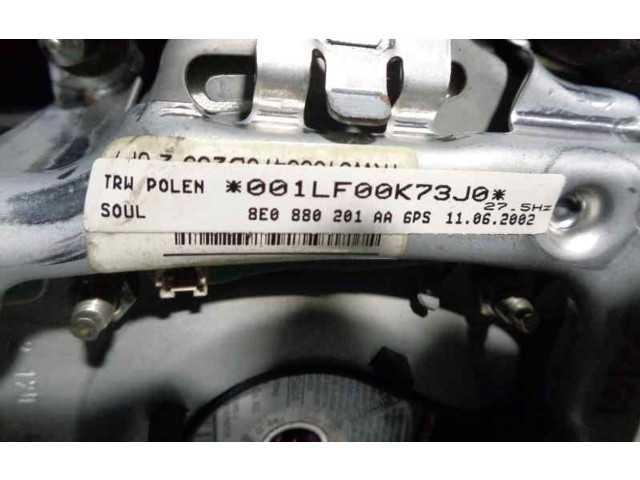 TRW POLEN *001LF00K73J0*
27.5Hz
SOUL 8E0 880 201 AA 6PS 11.06.2002